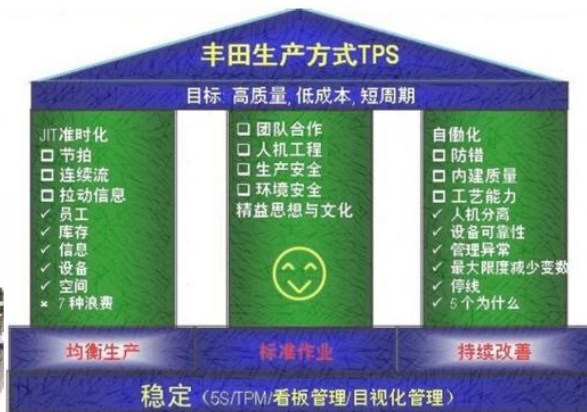 丰田生产方式TPS
目标 高质量, 低成本, 短周期
JIT准时化
节拍
连续流
拉动信息
员工
库存
信息
设备
空间
7种浪费
团队合作
人机工程
生产安全
环境安全
精益思想与文化
自働化
防错
内建质量
工艺能力
人机分离
设备可靠性
管理异常
最大限度减少变数
停线
5个为什么
均衡生产
标准作业
持续改善
稳定（5S/TPM/看板管理/目视化管理）